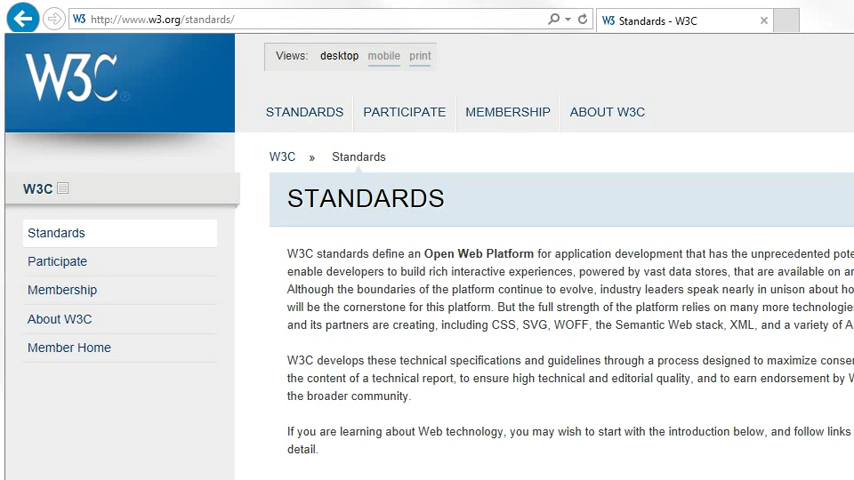 W3 http://www.w3.org/standards/
W3 Standards - W3C
W3C
Views: desktop mobile print
STANDARDS PARTICIPATE MEMBERSHIP ABOUT W3C
W3C » Standards
W3C
Standards
Participate
Membership
About W3C
Member Home
STANDARDS
W3C standards define an Open Web Platform for application development that has the unprecedented
enable developers to build rich interactive experiences, powered by vast data stores, that are available on
Although the boundaries of the platform continue to evolve, industry leaders speak nearly in unison about
will be the cornerstone for this platform. But the full strength of the platform relies on many more
and its partners are creating, including CSS, SVG, WOFF, the Semantic Web stack, XML, and a variety of
W3C develops these technical specifications and guidelines through a process designed to maximize
the content of a technical report, to ensure high technical and editorial quality, and to earn endorsement by
the broader community.
If you are learning about Web technology, you may wish to start with the introduction below, and follow links
detail.